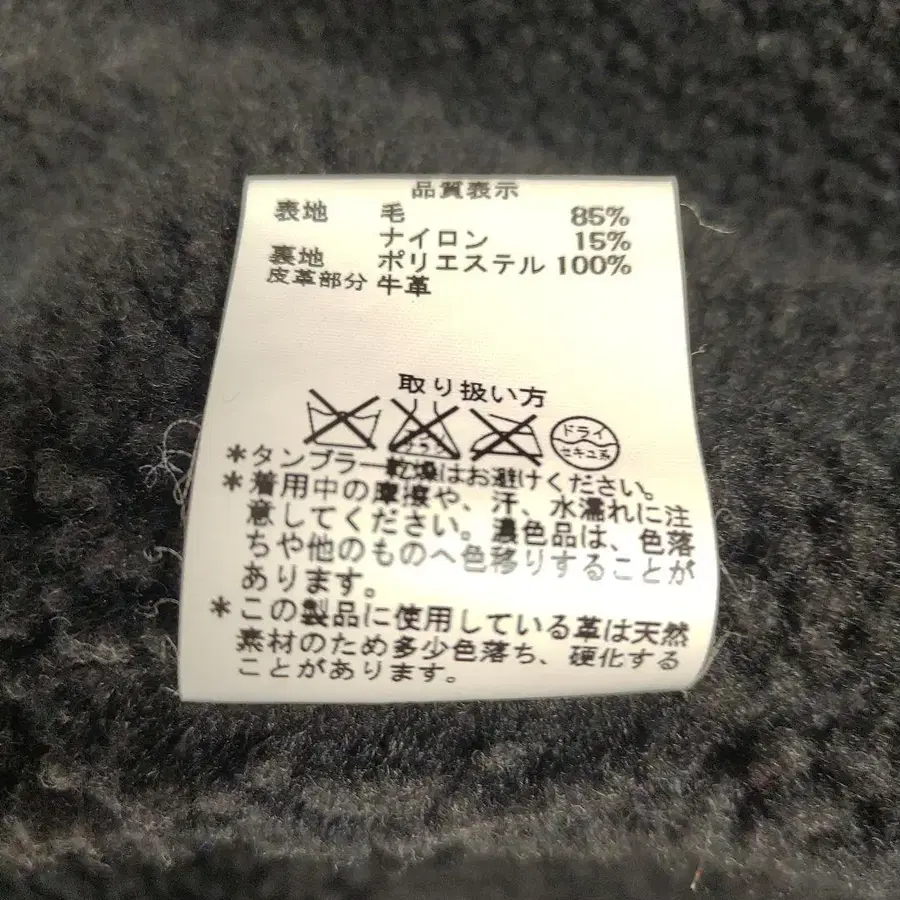 品質表示
表地 毛 85%
ナイロン 15%
裏地 ポリエステル 100%
皮革部分 牛革
取り扱い方
ドライ
セキユ系
*タンブラー乾燥はお避けください。
*着用中の摩擦や、汗、水濡れに注
意してください。濃色品は、色落
ちや他のものへ色移りすることが
あります。
*この製品に使用している革は天然
素材のため多少色落ち、硬化する
ことがあります。